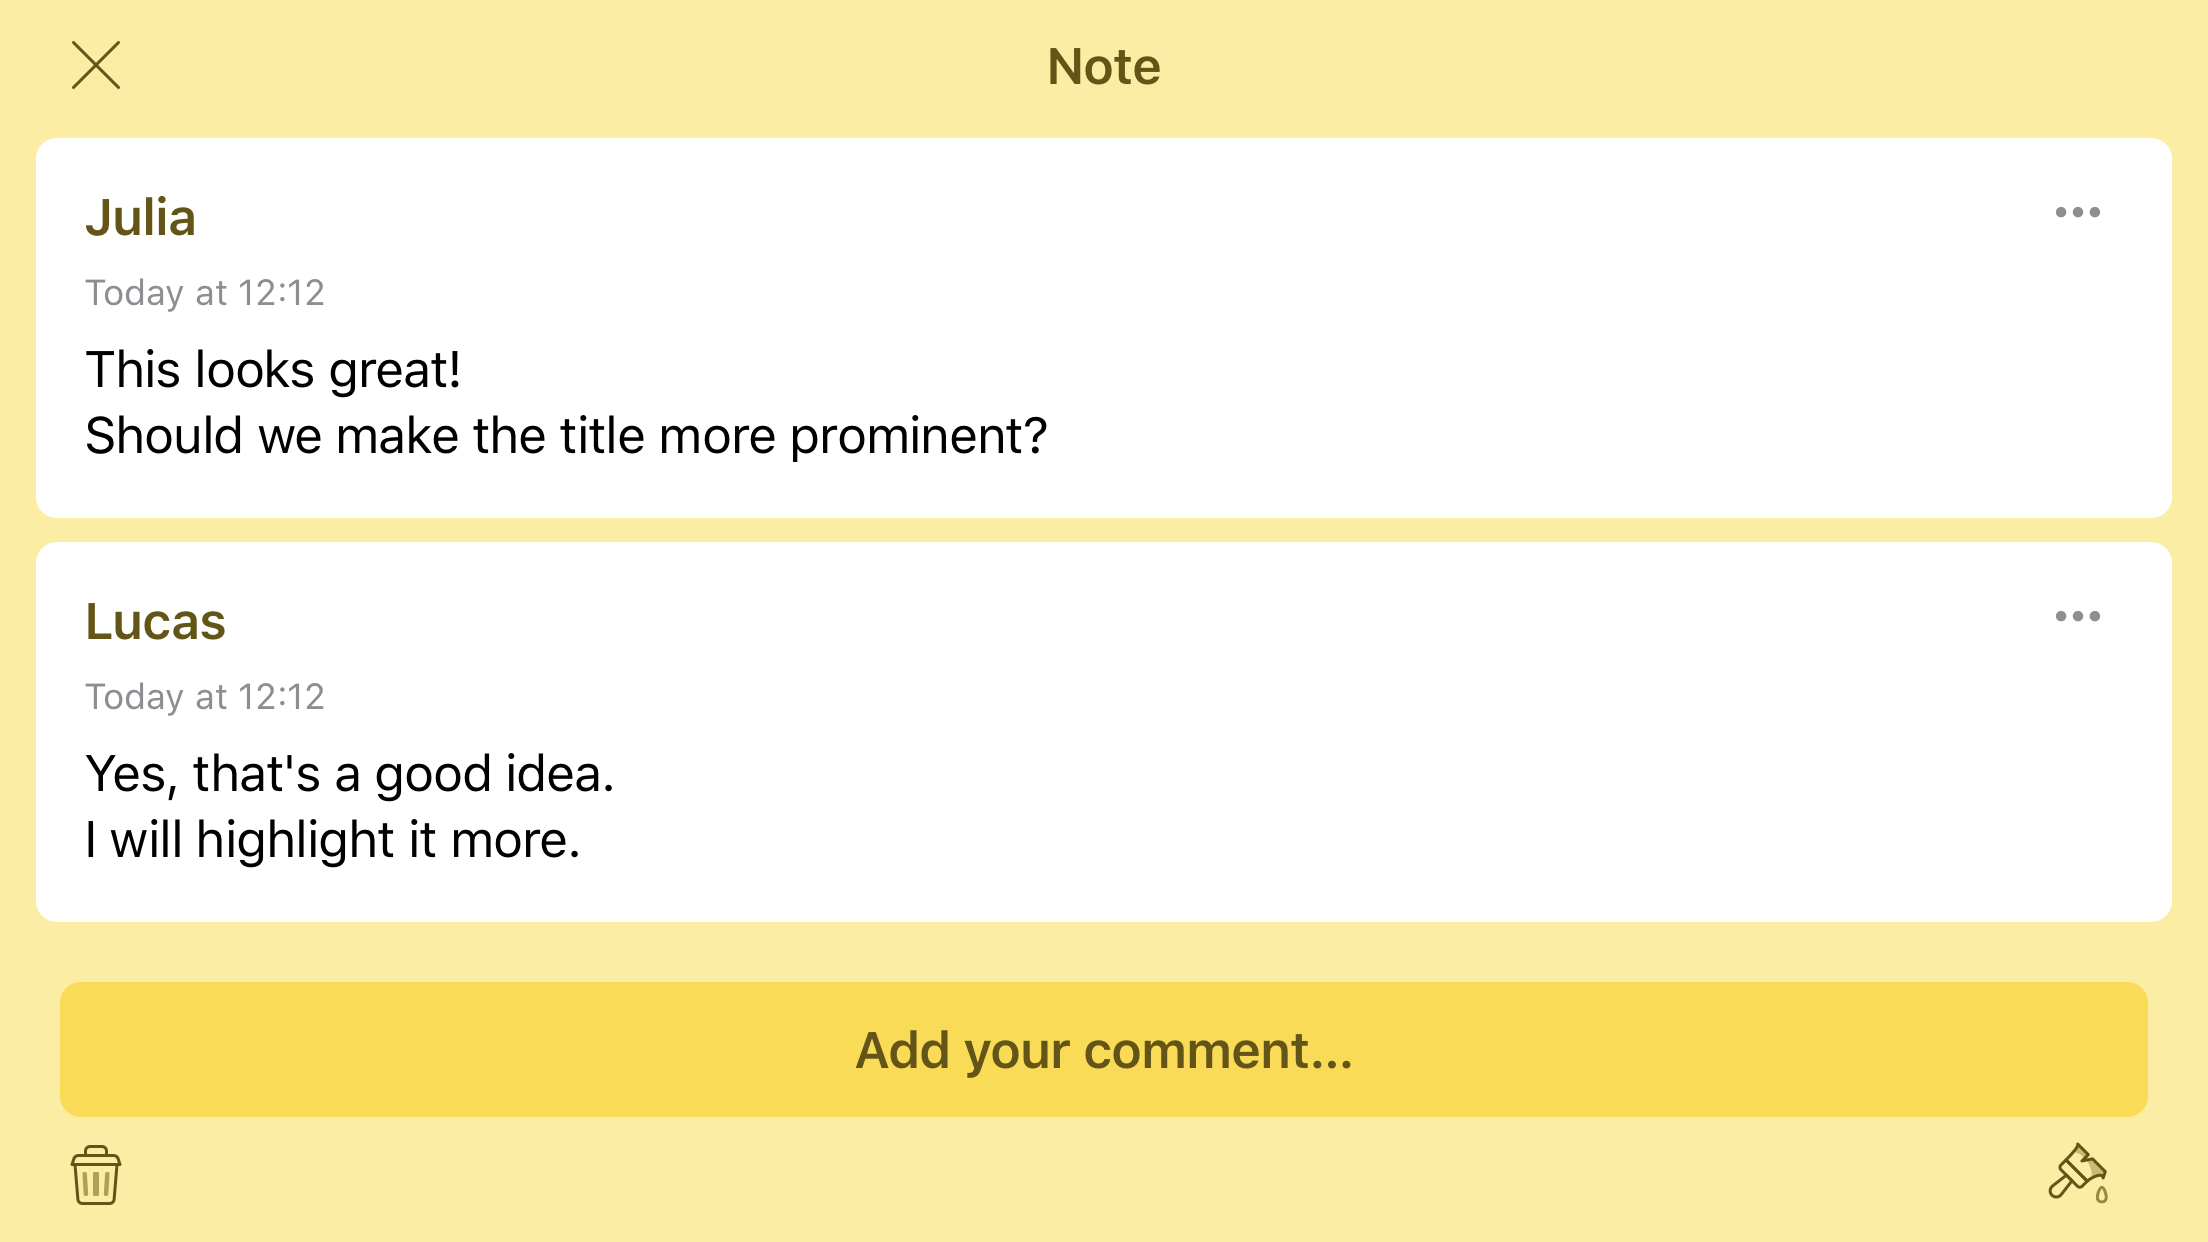 Note
Julia
Today at 12:12
This looks great!
Should we make the title more prominent?
Lucas
Today at 12:12
Yes, that's a good idea.
I will highlight it more.
Add your comment...